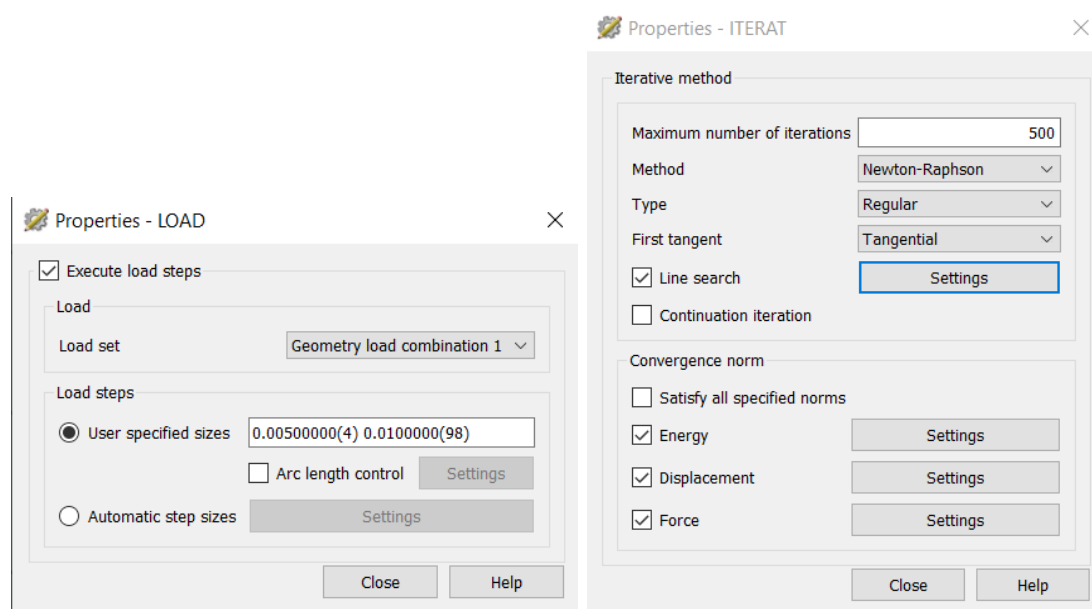 Properties - LOAD
Execute load steps
Load
Load set Geometry load combination 1
Load steps
User specified sizes 0.00500000(4) 0.0100000(98)
Arc length control Settings
Automatic step sizes Settings
Close Help
Properties - ITERAT
Iterative method
Maximum number of iterations 500
Method Newton-Raphson
Type Regular
First tangent Tangential
Line search Settings
Continuation iteration
Convergence norm
Satisfy all specified norms
Energy Settings
Displacement Settings
Force Settings
Close Help